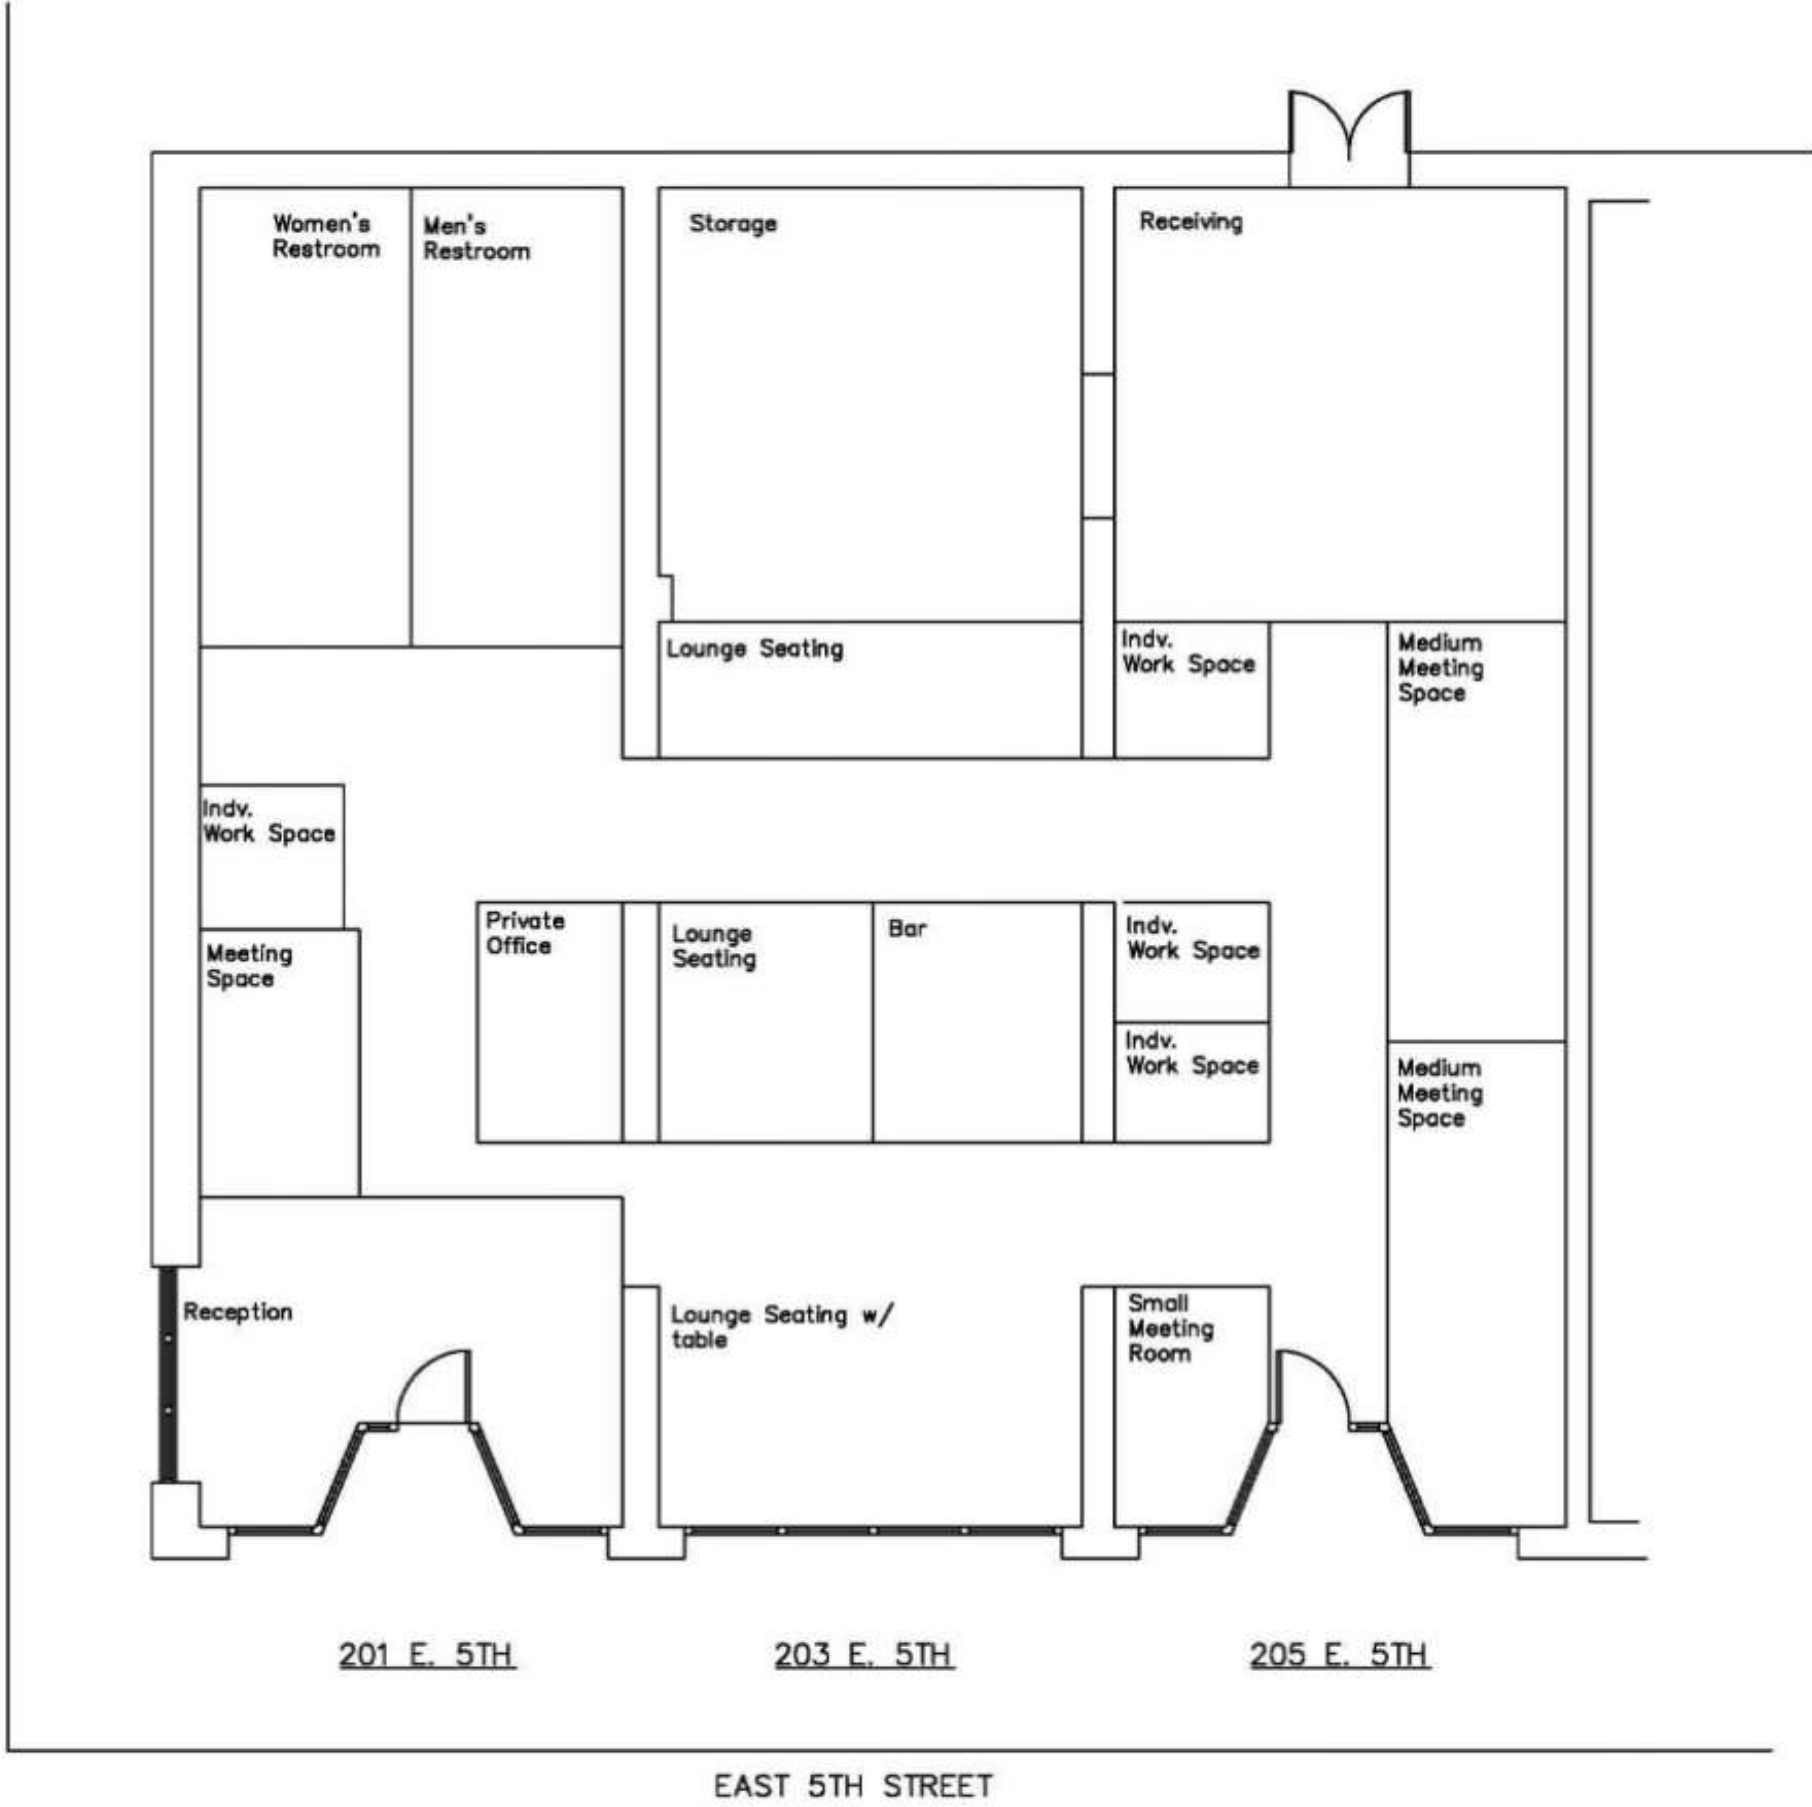 Women's
Restroom
Men's
Restroom
Storage
Receiving
Lounge Seating
Indv.
Work Space
Medium
Meeting
Space
Indv.
Work Space
Private
Office
Lounge
Seating
Bar
Indv.
Work Space
Meeting
Space
Indv.
Work Space
Medium
Meeting
Space
Reception
Lounge Seating w/
table
Small
Meeting
Room
201 E. 5TH
203 E. 5TH
205 E. 5TH
EAST 5TH STREET